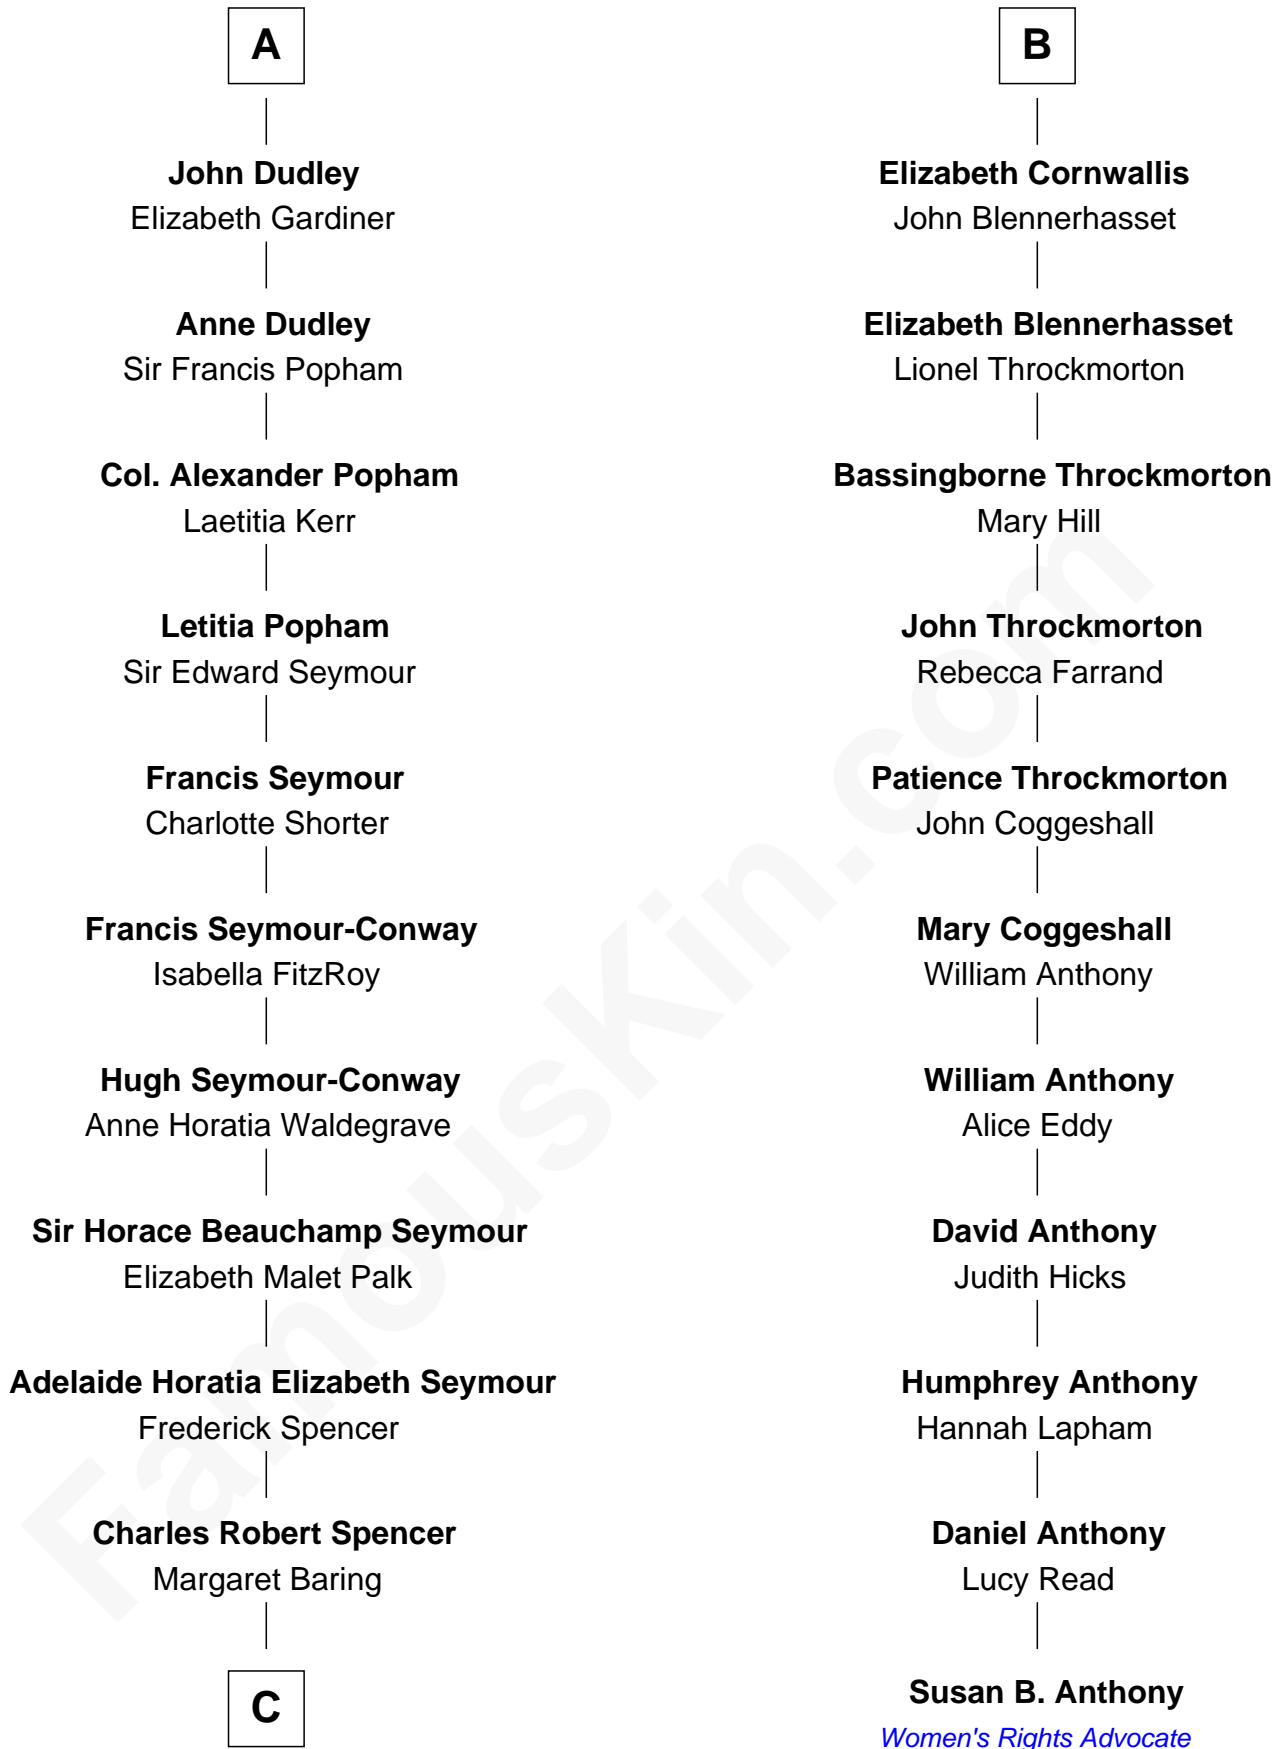 A
John Dudley
Elizabeth Gardiner
Anne Dudley
Sir Francis Popham
Col. Alexander Popham
Laetitia Kerr
Letitia Popham
Sir Edward Seymour
Francis Seymour
Charlotte Shorter
Francis Seymour-Conway
Isabella FitzRoy
Hugh Seymour-Conway
Anne Horatia Waldegrave
Sir Horace Beauchamp Seymour
Elizabeth Malet Palk
Adelaide Horatia Elizabeth Seymour
Frederick Spencer
Charles Robert Spencer
Margaret Baring
C
B
Elizabeth Cornwallis
John Blennerhasset
Elizabeth Blennerhasset
Lionel Throckmorton
Bassingborne Throckmorton
Mary Hill
John Throckmorton
Rebecca Farrand
Patience Throckmorton
John Coggeshall
Mary Coggeshall
William Anthony
William Anthony
Alice Eddy
David Anthony
Judith Hicks
Humphrey Anthony
Hannah Lapham
Daniel Anthony
Lucy Read
Susan B. Anthony
Women's Rights Advocate
FamousKin.com